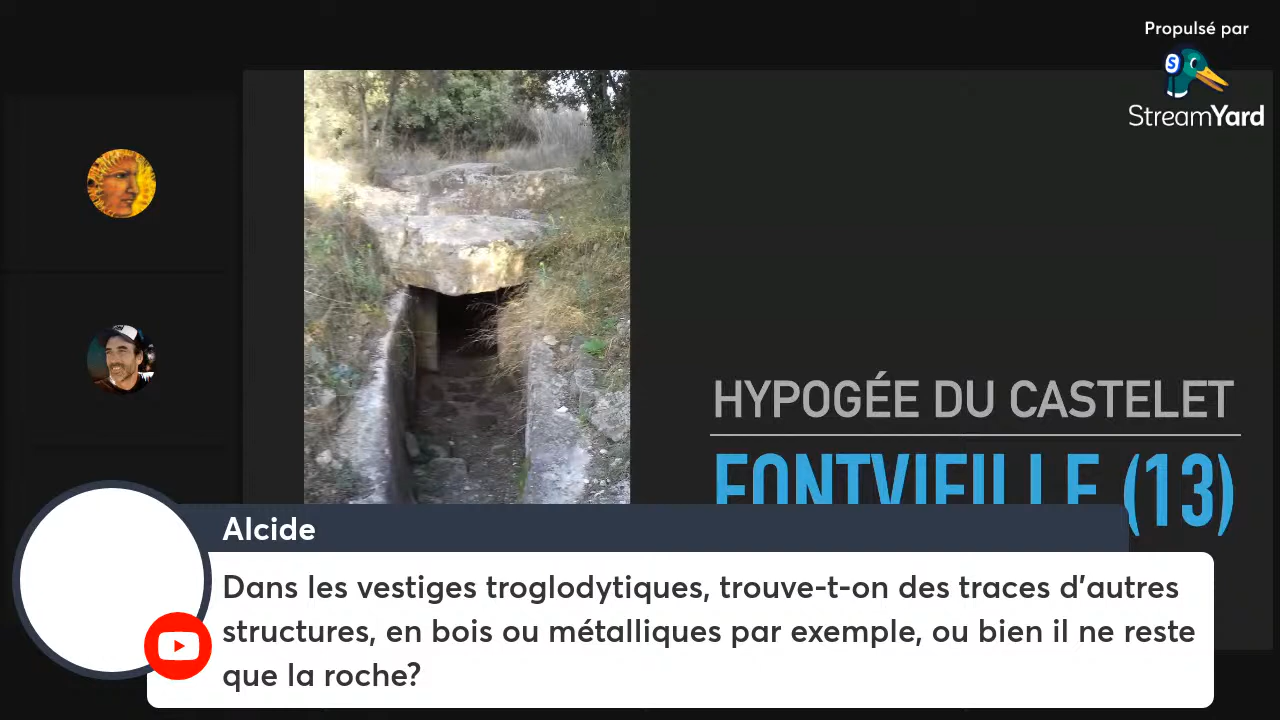 Propulsé par
StreamYard
HYPOGÉE DU CASTELET
FONTVIEILLE (13)
Alcide
Dans les vestiges troglodytiques, trouve-t-on des traces d'autres
structures, en bois ou métalliques par exemple, ou bien il ne reste
que la roche?